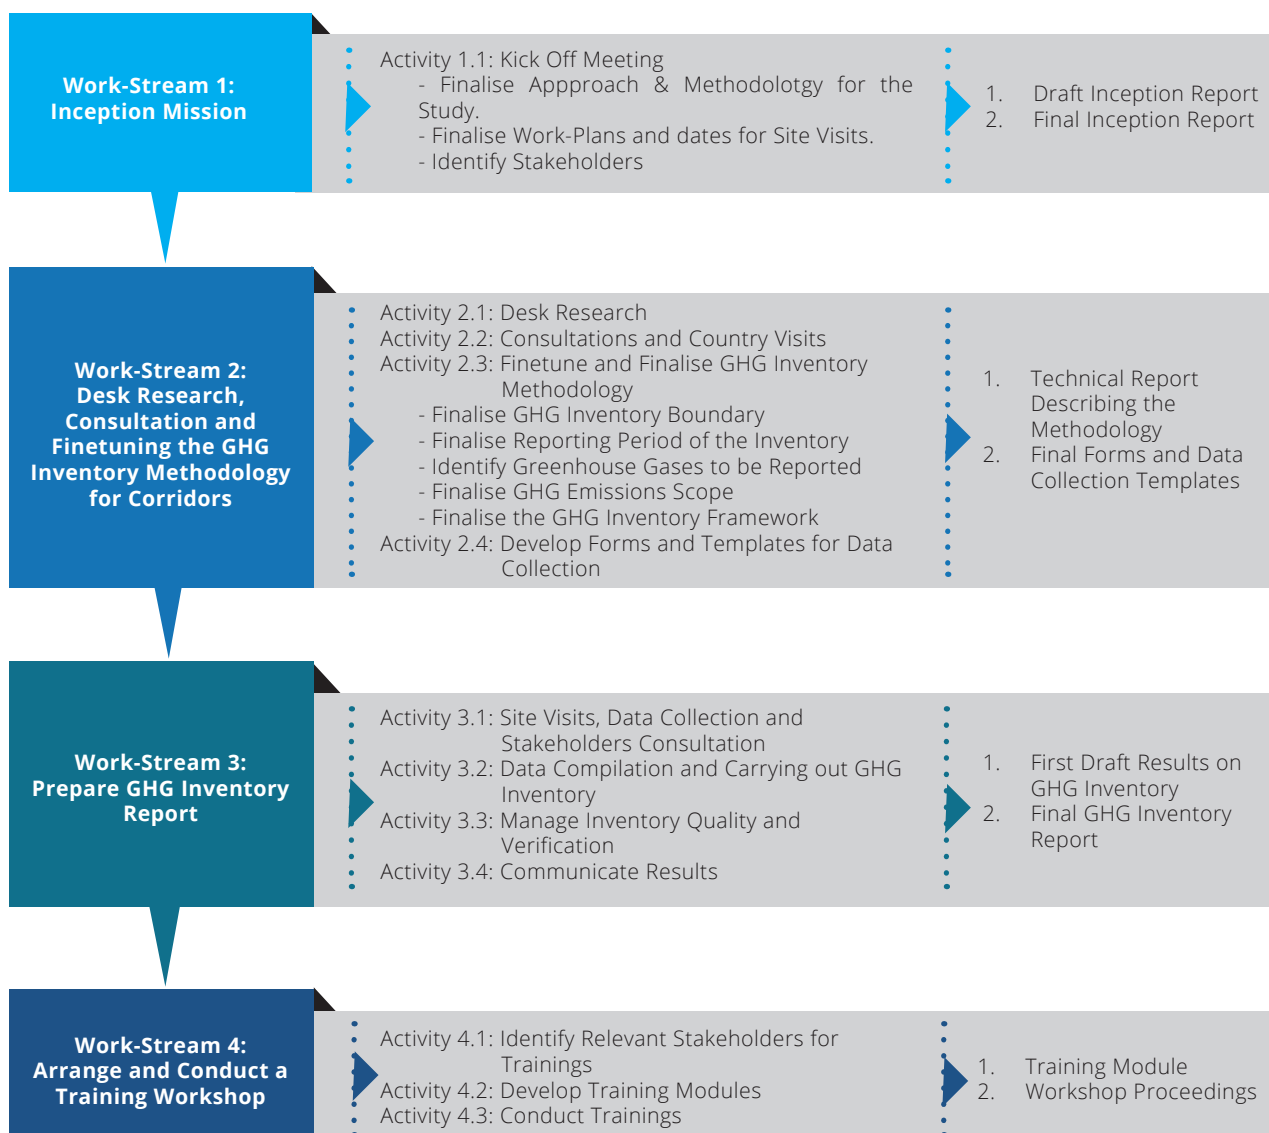 Work-Stream 1:
Inception Mission
Activity 1.1: Kick Off Meeting
- Finalise Appproach & Methodolotgy for the
Study.
- Finalise Work-Plans and dates for Site Visits.
- Identify Stakeholders
1. Draft Inception Report
2. Final Inception Report
Work-Stream 2:
Desk Research,
Consultation and
Finetuning the GHG
Inventory Methodology
for Corridors
Activity 2.1: Desk Research
Activity 2.2: Consultations and Country Visits
Activity 2.3: Finetune and Finalise GHG Inventory
Methodology
- Finalise GHG Inventory Boundary
- Finalise Reporting Period of the Inventory
- Identify Greenhouse Gases to be Reported
- Finalise GHG Emissions Scope
- Finalise the GHG Inventory Framework
Activity 2.4: Develop Forms and Templates for Data
Collection
1. Technical Report
Describing the
Methodology
2. Final Forms and Data
Collection Templates
Work-Stream 3:
Prepare GHG Inventory
Report
Activity 3.1: Site Visits, Data Collection and
Stakeholders Consultation
Activity 3.2: Data Compilation and Carrying out GHG
Inventory
Activity 3.3: Manage Inventory Quality and
Verification
Activity 3.4: Communicate Results
1. First Draft Results on
GHG Inventory
2. Final GHG Inventory
Report
Work-Stream 4:
Arrange and Conduct a
Training Workshop
Activity 4.1: Identify Relevant Stakeholders for
Trainings
Activity 4.2: Develop Training Modules
Activity 4.3: Conduct Trainings
1. Training Module
2. Workshop Proceedings